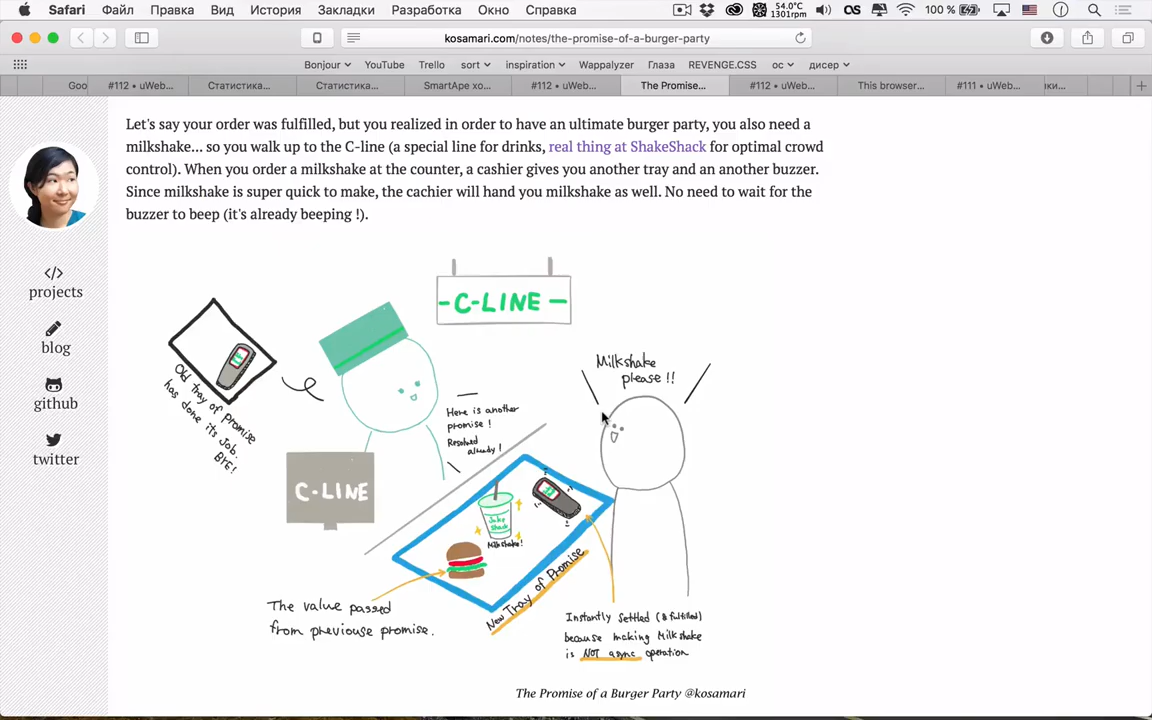 Safari Файл Правка Вид История Закладки Разработка Окно Справка 54.0°C 1301rpm 100 %
kosamari.com/notes/the-promise-of-a-burger-party
Bonjour YouTube Trello sort inspiration Wappalyzer Глаза REVENGE.CSS ос дисер
Goo #112 • uWeb... Статистика... Статистика... SmartApe хо... #112 • uWeb... The Promise... #112 • uWeb... This browser... #111 • uWeb... ки...
Let's say your order was fulfilled, but you realized in order to have an ultimate burger party, you also need a
milkshake... so you walk up to the C-line (a special line for drinks, real thing at ShakeShack for optimal crowd
control). When you order a milkshake at the counter, a cashier gives you another tray and an another buzzer.
Since milkshake is super quick to make, the cachier will hand you milkshake as well. No need to wait for the
buzzer to beep (it's already beeping !).
</>
projects
blog
github
twitter
-C-LINE-
Milkshake
please !!
Old tray of promise
has done its Job.
BYE!
Here is another
promise !
Resolved
already !
C-LINE
Jake
Shack
Milkshake!
New Tray of Promise
The value passed
from previouse promise.
Instantly Settled (& fulfilled)
because making Milkshake
is NOT async operation
The Promise of a Burger Party @kosamari